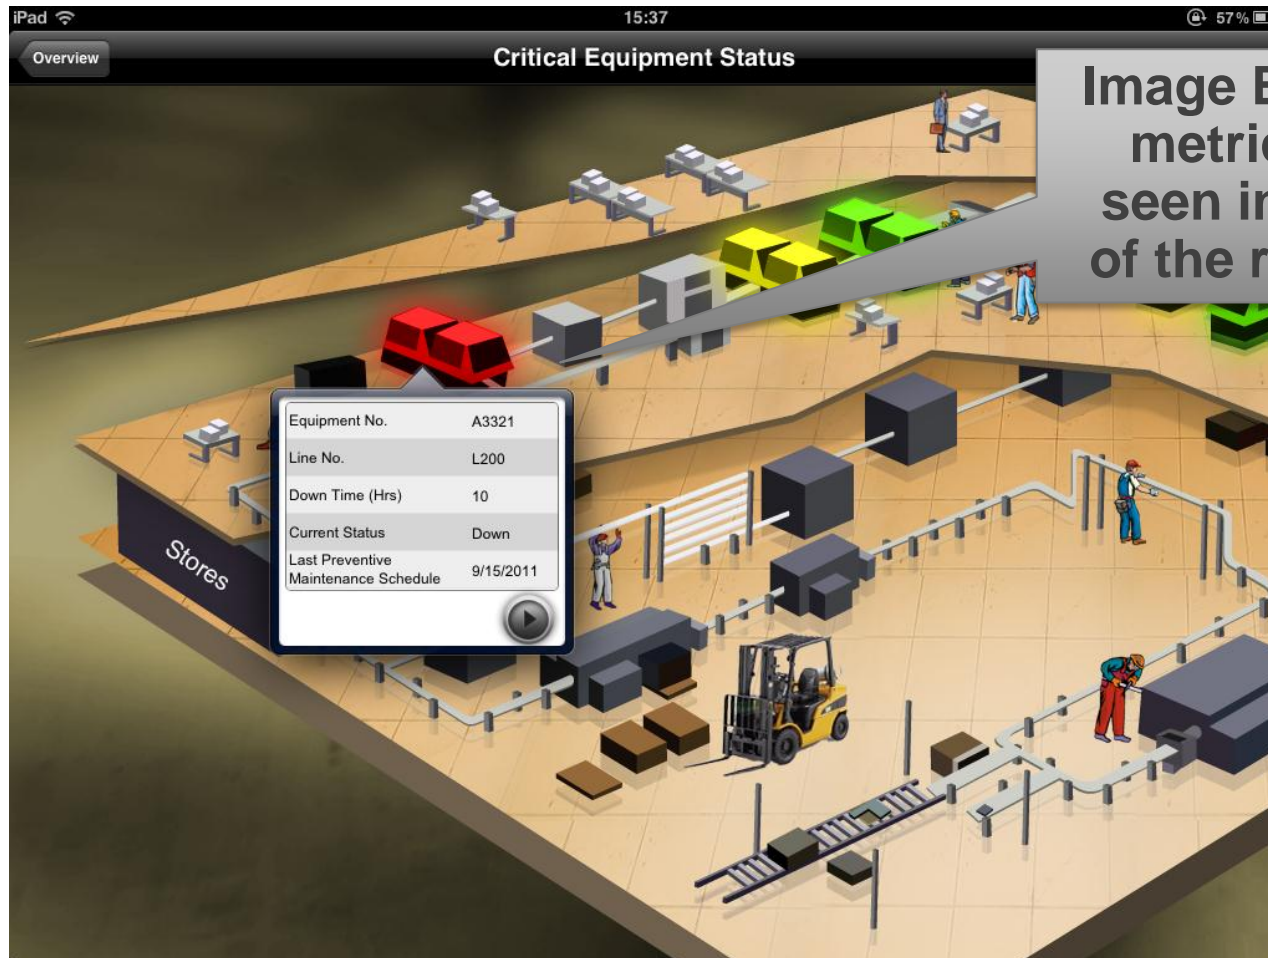 iPad 15:37 57%
Overview Critical Equipment Status
Image
metric
seen in
of the
Equipment No. A3321
Line No. L200
Down Time (Hrs) 10
Current Status Down
Last Preventive
Maintenance Schedule 9/15/2011
Stores